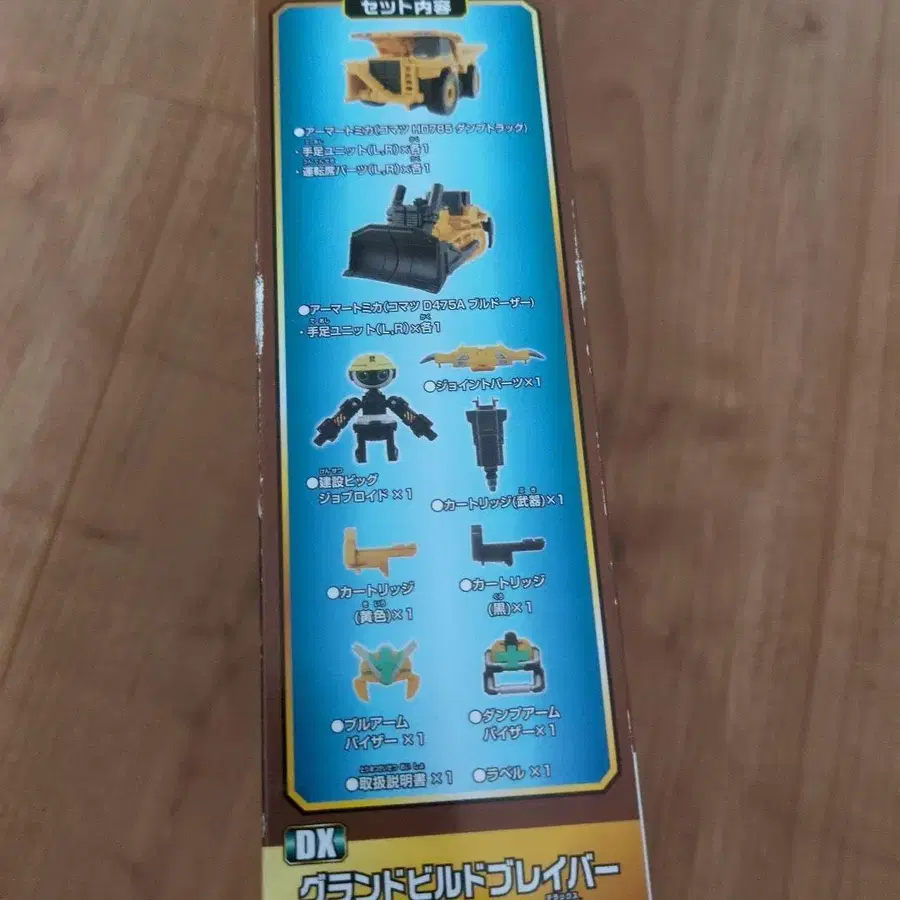 セット内容
●アーマートミカ(コマツ HD785 ダンプトラック)
・手足ユニット(L,R)×各1
・運転席パーツ(L,R)×各1
●アーマートミカ(コマツ D475A ブルドーザー)
・手足ユニット(L,R)×各1
●ジョイントパーツ×1
●建設ビッグ
ジョブロイド ×1
●カートリッジ(武器)×1
●カートリッジ
(黄色)×1
●カートリッジ
(黒)×1
●ブルアーム
バイザー ×1
●ダンプアーム
バイザー×1
●取扱説明書 ×1
●ラベル ×1
DX
グランドビルドブレイバー
デラックス